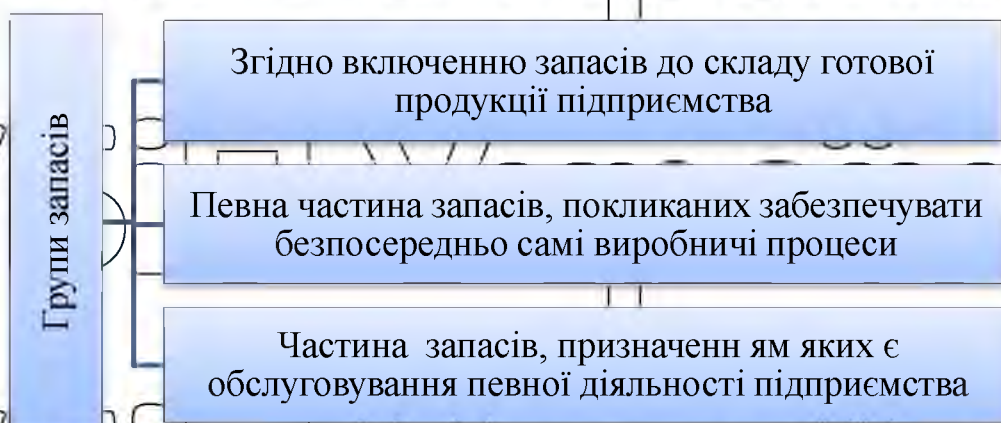 Групи запасів
Згідно включенню запасів до складу готової
продукції підприємства
Певна частина запасів, покликаних забезпечувати
безпосередньо самі виробничі процеси
Частина запасів, призначенн ям яких є
обслуговування певної діяльності підприємства